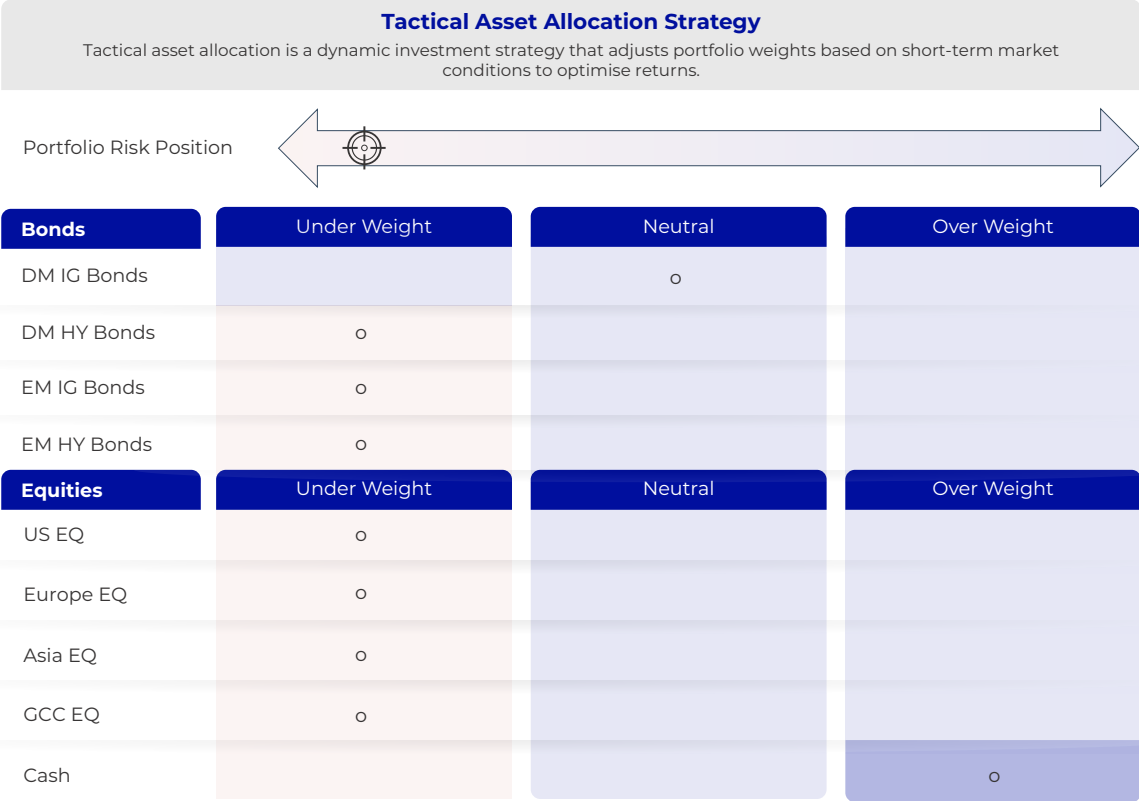 Tactical Asset Allocation Strategy
Tactical asset allocation is a dynamic investment strategy that adjusts portfolio weights based on short-term market
conditions to optimise returns.
Portfolio Risk Position
Bonds Under Weight Neutral Over Weight
DM IG Bonds o
DM HY Bonds o
EM IG Bonds o
EM HY Bonds o
Equities Under Weight Neutral Over Weight
US EQ o
Europe EQ o
Asia EQ o
GCC EQ o
Cash o